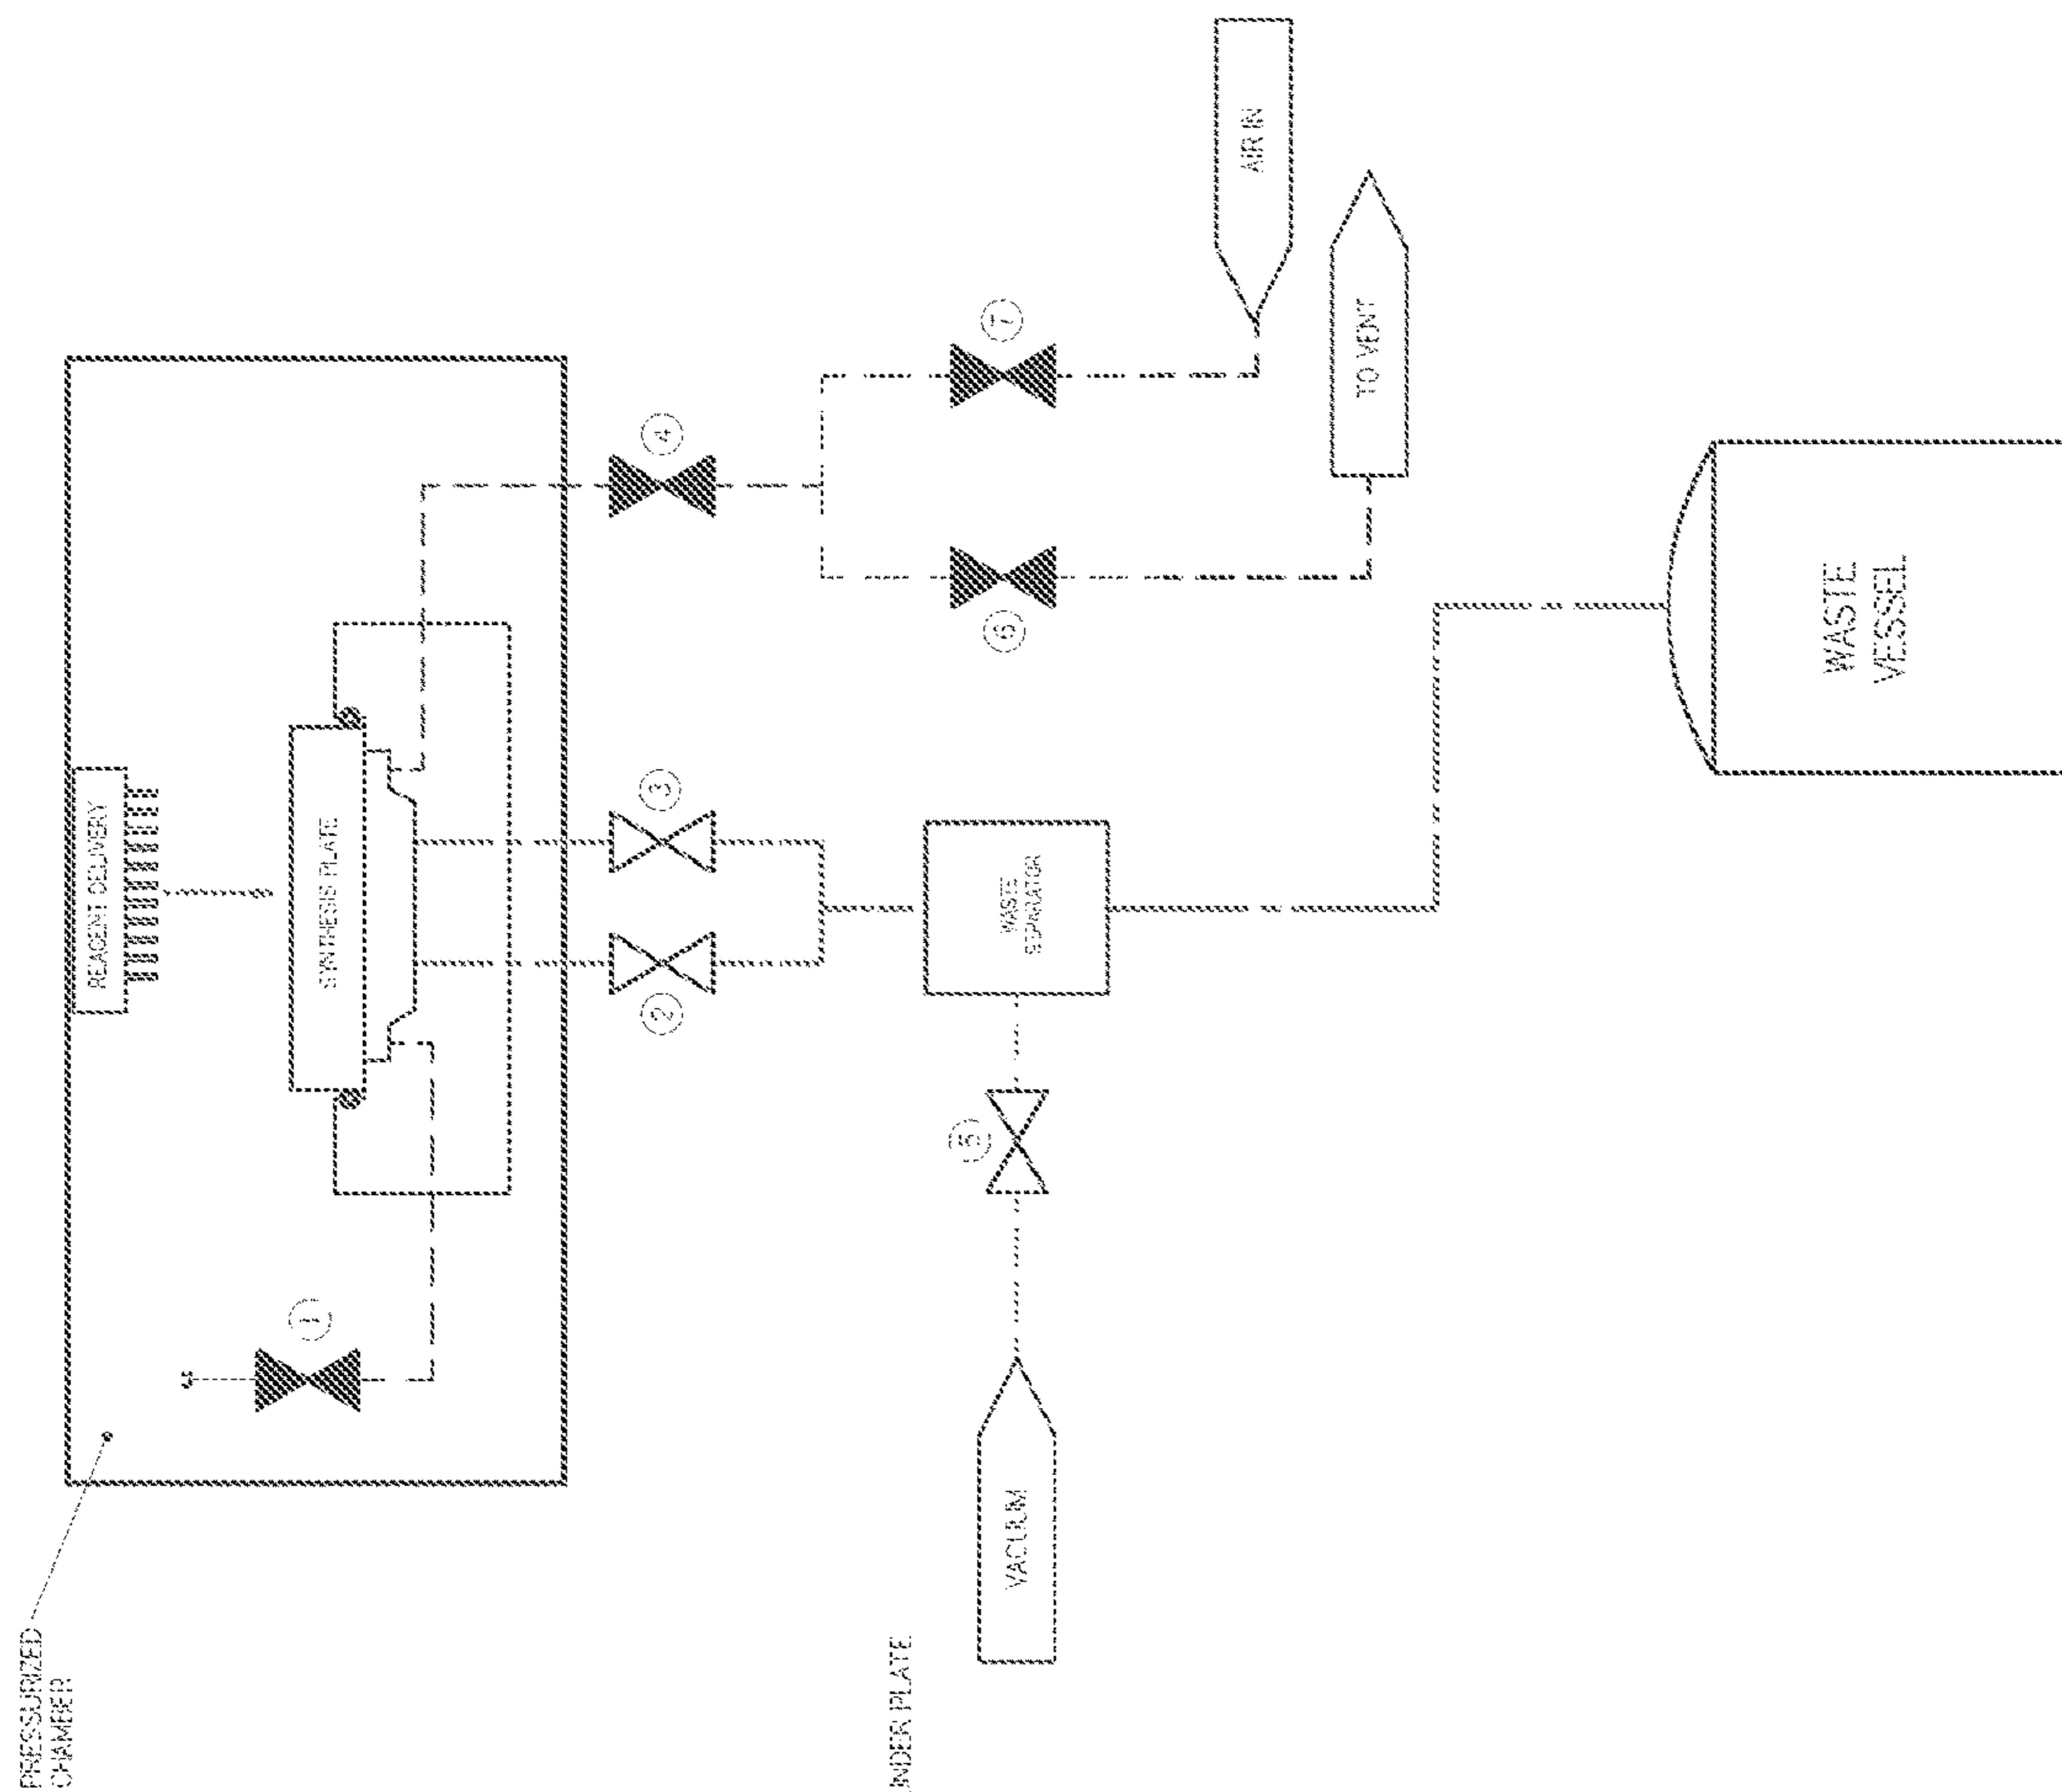 PRESSURIZED
CHAMBER
REAGENT DELIVERY
SYNTHESIS PLATE
1
2
3
4
5
6
7
WASTE
SEPARATOR
NDER PLATE
VACUUM
AIR IN
TO VENT
WASTE
VESSEL